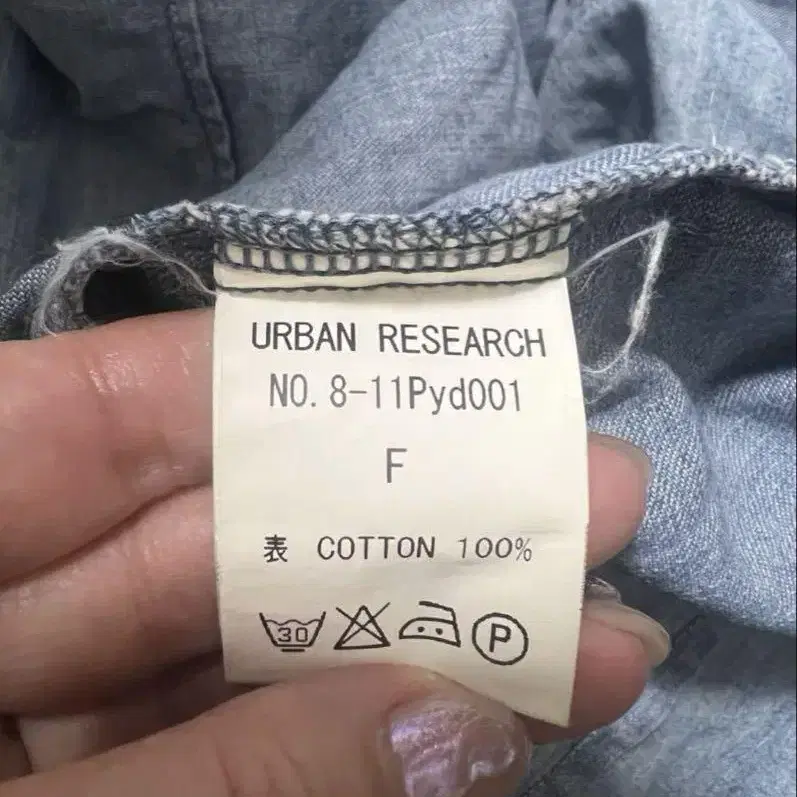 URBAN RESEARCH
NO. 8-11Pyd001
F
表 COTTON 100%
30 P